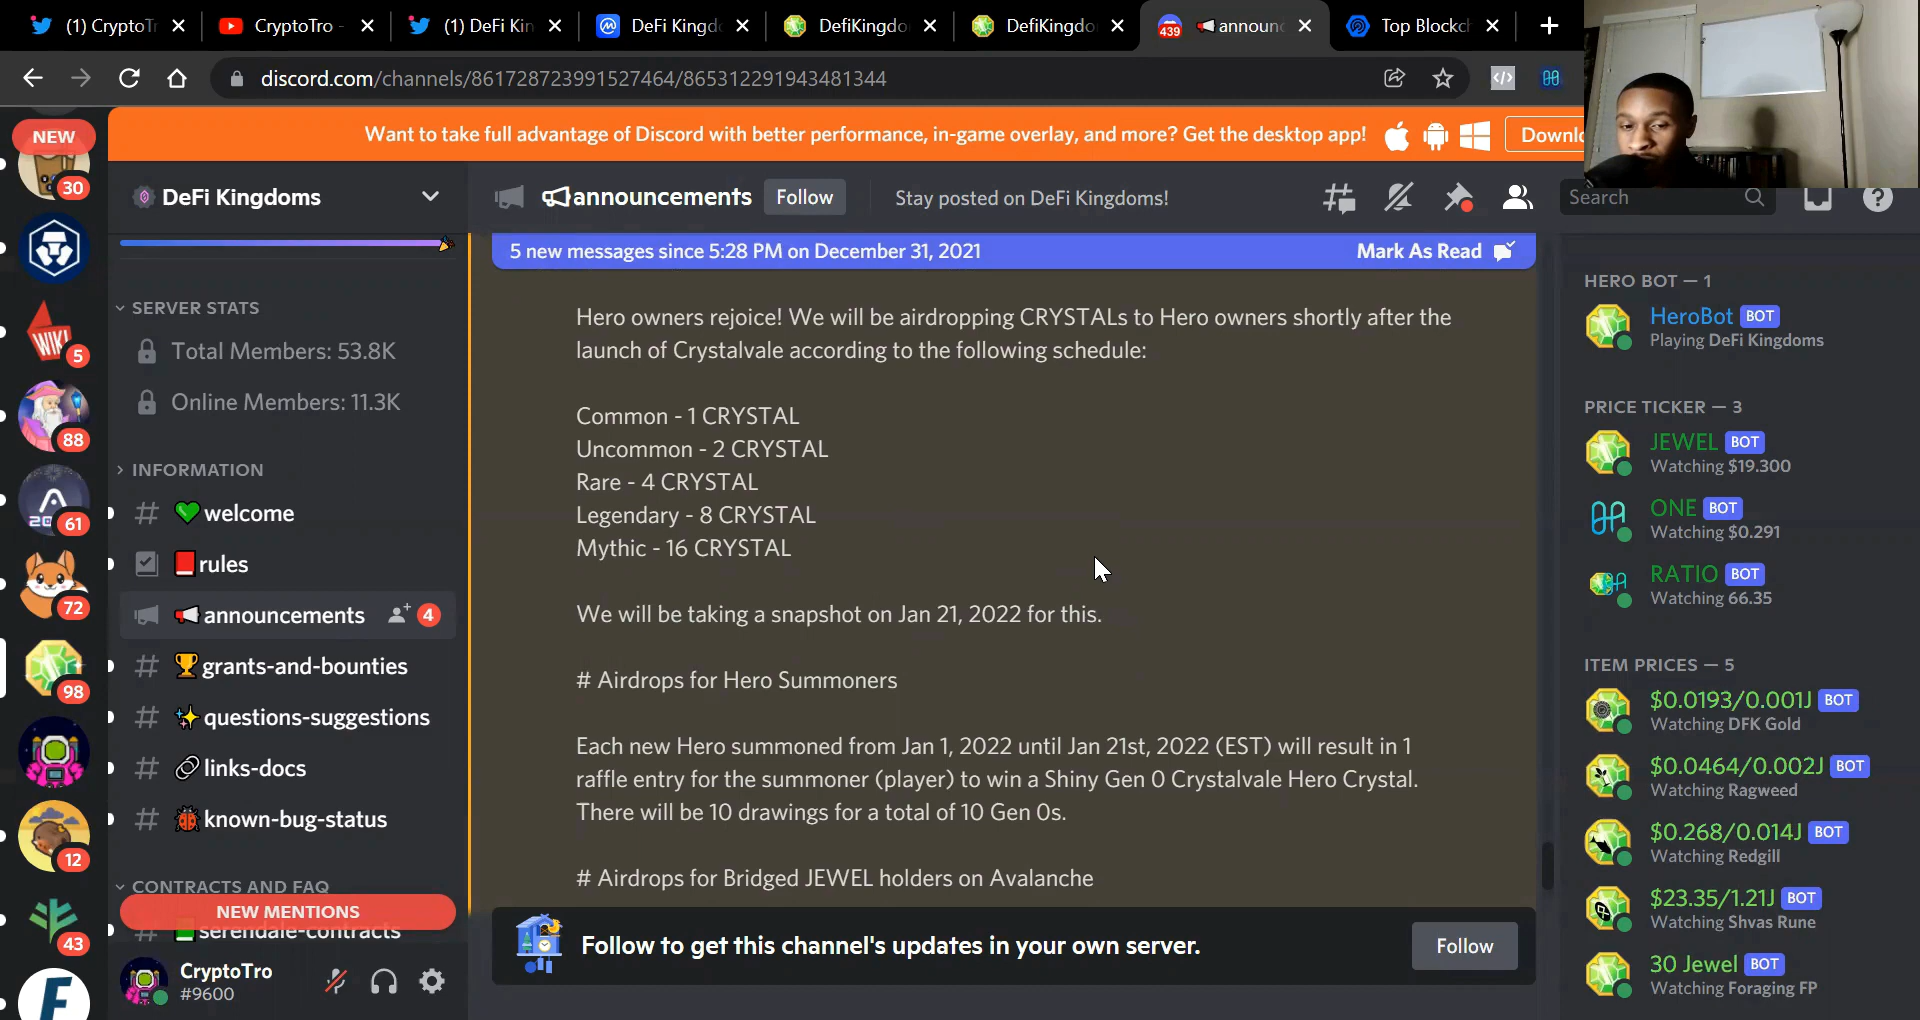 (1) CryptoTr
CryptoTro -
(1) DeFi Kin
DeFi Kingd
DefiKingdo
DefiKingdo
439
announc
Top Blockc
discord.com/channels/861728723991527464/865312291943481344
Want to take full advantage of Discord with better performance, in-game overlay, and more? Get the desktop app!
Downlo
NEW
30
WIKI
5
88
61
72
98
12
43
F
DeFi Kingdoms
SERVER STATS
Total Members: 53.8K
Online Members: 11.3K
INFORMATION
# welcome
rules
announcements 4
# grants-and-bounties
# questions-suggestions
# links-docs
# known-bug-status
CONTRACTS AND FAQ
NEW MENTIONS
# serendale-contracts
CryptoTro
#9600
announcements
Follow
Stay posted on DeFi Kingdoms!
Search
5 new messages since 5:28 PM on December 31, 2021
Mark As Read
Hero owners rejoice! We will be airdropping CRYSTALs to Hero owners shortly after the
launch of Crystalvale according to the following schedule:
Common - 1 CRYSTAL
Uncommon - 2 CRYSTAL
Rare - 4 CRYSTAL
Legendary - 8 CRYSTAL
Mythic - 16 CRYSTAL
We will be taking a snapshot on Jan 21, 2022 for this.
# Airdrops for Hero Summoners
Each new Hero summoned from Jan 1, 2022 until Jan 21st, 2022 (EST) will result in 1
raffle entry for the summoner (player) to win a Shiny Gen 0 Crystalvale Hero Crystal.
There will be 10 drawings for a total of 10 Gen 0s.
# Airdrops for Bridged JEWEL holders on Avalanche
Follow to get this channel's updates in your own server.
Follow
HERO BOT — 1
HeroBot BOT
Playing DeFi Kingdoms
PRICE TICKER — 3
JEWEL BOT
Watching $19.300
ONE BOT
Watching $0.291
RATIO BOT
Watching 66.35
ITEM PRICES — 5
$0.0193/0.001J BOT
Watching DFK Gold
$0.0464/0.002J BOT
Watching Ragweed
$0.268/0.014J BOT
Watching Redgill
$23.35/1.21J BOT
Watching Shvas Rune
30 Jewel BOT
Watching Foraging FP